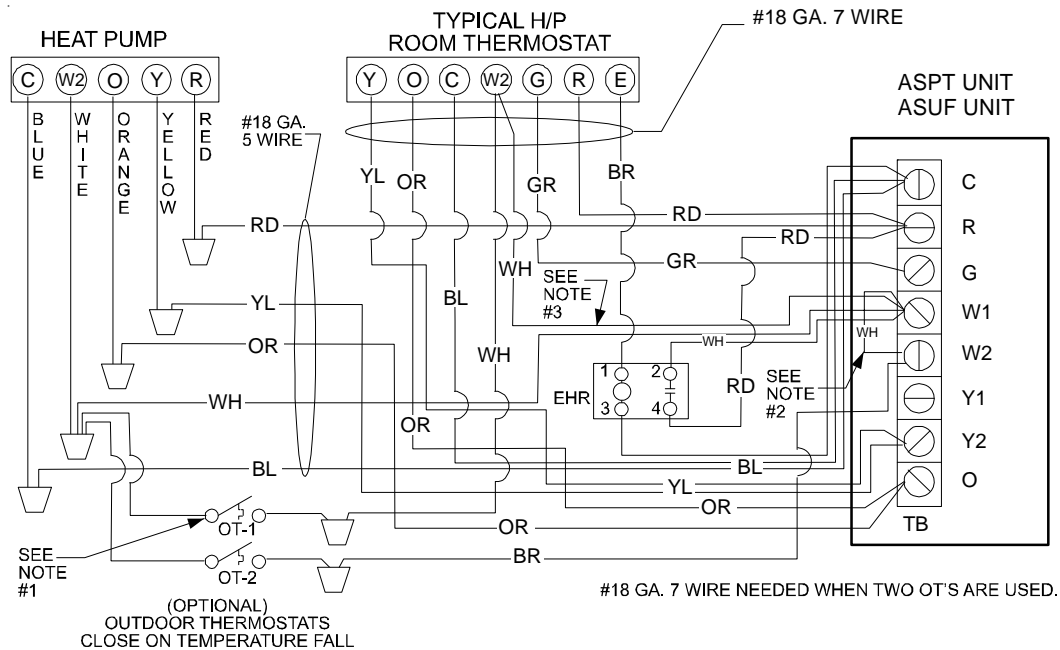 #18 GA. 7 WIRE
TYPICAL H/P
ROOM THERMOSTAT
HEAT PUMP
C W2 O Y R
Y O C W2 G R E
ASPT UNIT
ASUF UNIT
BLUE
WHITE
ORANGE
YELLOW
RED
#18 GA.
5 WIRE
YL
OR
GR
BR
C
RD
RD
RD
R
WH
GR
G
SEE
NOTE
#3
BL
YL
W1
WH
OR
WH
WH
W2
1 2
EHR
3 4
RD
SEE
NOTE
#2
WH
Y1
OR
Y2
BL
BL
YL
O
OR
OT-1
OR
TB
SEE
NOTE
#1
BR
OT-2
#18 GA. 7 WIRE NEEDED WHEN TWO OT'S ARE USED.
(OPTIONAL)
OUTDOOR THERMOSTATS
CLOSE ON TEMPERATURE FALL